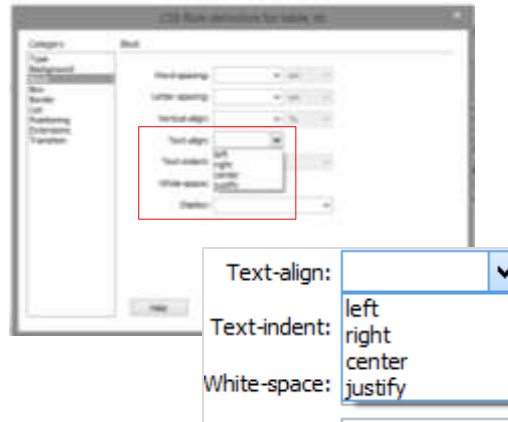 CSS Rule definition for table, td
Category
Block
Type
Background
Block
Box
Border
List
Positioning
Extensions
Transition
Word-spacing:
Letter-spacing:
Vertical-align: %
Text-align:
left
right
center
justify
Text-indent:
White-space:
Display:
Help
Text-align:
left
Text-indent:
right
center
White-space:
justify